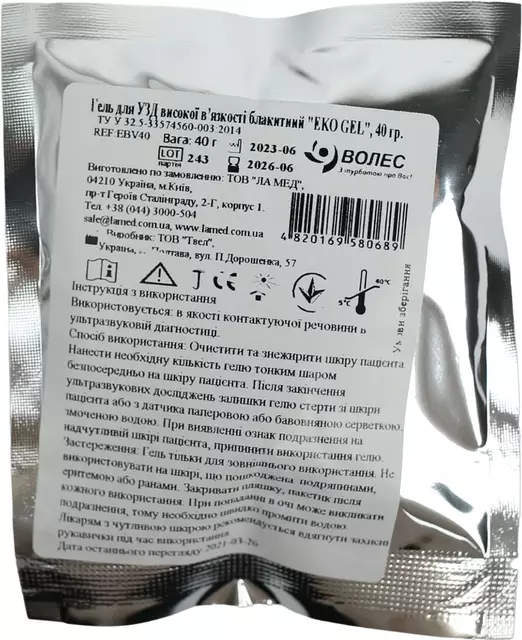 Гель для УЗД високої в'язкості блакитний "EKO GEL", 40 гр.
ТУ У 32.5-33574560-003:2014
REF:EBV40
Вага: 40 г
2023-06
LOT 243
партія
2026-06
ВОЛЕС
З турботою про Вас!
Виготовлено по замовленню: ТОВ "ЛА МЕД",
04210 Україна, м.Київ,
пр-т Героїв Сталінграду, 2-Г, корпус 1.
Тел. +38 (044) 3000-504
sale@lamed.com.ua, www.lamed.com.ua
Виробник: ТОВ "Твел",
Україна, м. Полтава, вул. П.Дорошенка, 57
4820169580689
CE
5°C
40°C
Умови зберігання
Інструкція з використання
Використовується: в якості контактуючої речовини в
ультразвуковій діагностиці.
Спосіб використання: Очистити та знежирити шкіру пацієнта.
Нанести необхідну кількість гелю тонким шаром
безпосередньо на шкіру пацієнта. Після закінчення
ультразвукових досліджень залишки гелю стерти зі шкіри
пацієнта або з датчика паперовою або бавовняною серветкою,
змоченою водою. При виявленні ознак подразнення на
надчутливій шкірі пацієнта, припинити використання гелю.
Застереження: Гель тільки для зовнішнього використання. Не
використовувати на шкірі, що пошкоджена подряпинами,
еритемою або ранами. Закривати пляшку, пакетик після
кожного використання. При попаданні в очі може викликати
подразнення, тому необхідно швидко промити водою.
Лікарям з чутливою шкірою рекомендується вдягнути захисні
рукавички під час використання
Дата останнього перегляду 2021-03-26